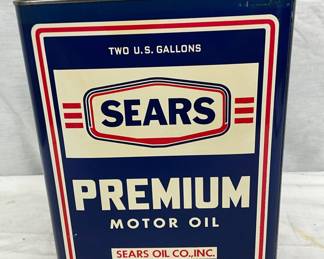 TWO U.S. GALLONS
SEARS
PREMIUM
MOTOR OIL
SEARS OIL CO., INC.